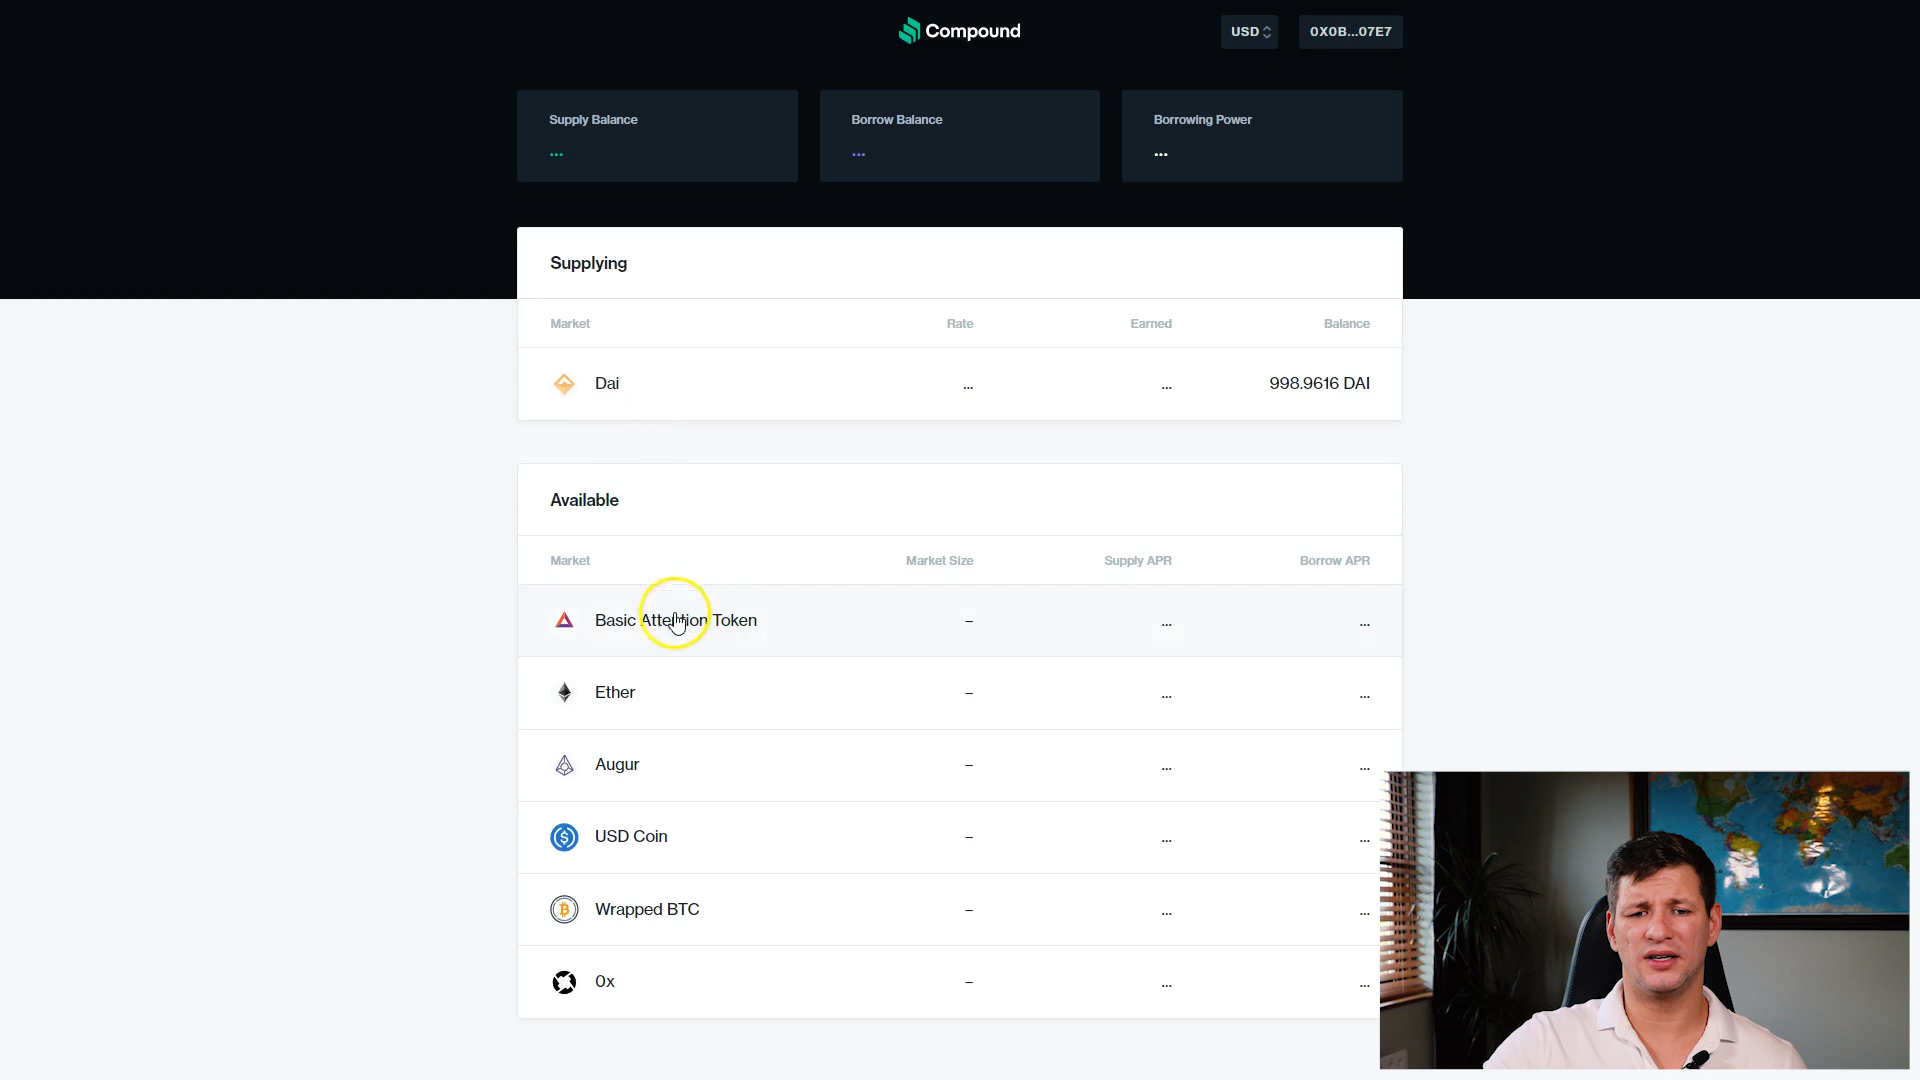 Compound
USD
0X0B...07E7
Supply Balance
...
Borrow Balance
...
Borrowing Power
...
Supplying
Market Rate Earned Balance
Dai ... ... 998.9616 DAI
Available
Market Market Size Supply APR Borrow APR
Basic Attention Token – ... ...
Ether – ... ...
Augur – ... ...
USD Coin – ... ...
Wrapped BTC – ... ...
0x – ... ...